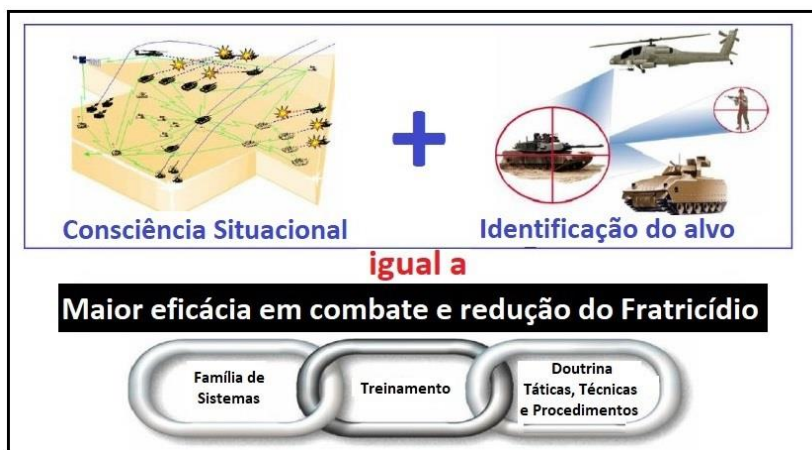 Consciência Situacional
+
Identificação do alvo
igual a
Maior eficácia em combate e redução do Fratricídio
Família de
Sistemas
Treinamento
Doutrina
Táticas, Técnicas
e Procedimentos